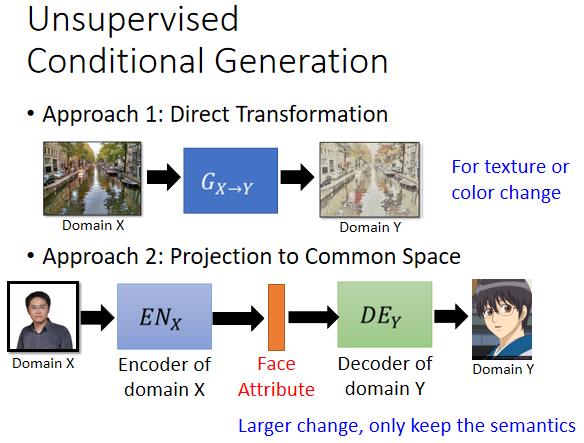 Unsupervised
Conditional Generation
• Approach 1: Direct Transformation
G_{X→Y}
For texture or
color change
Domain X
Domain Y
• Approach 2: Projection to Common Space
EN_X
DE_Y
Domain X
Encoder of
domain X
Face
Attribute
Decoder of
domain Y
Domain Y
Larger change, only keep the semantics